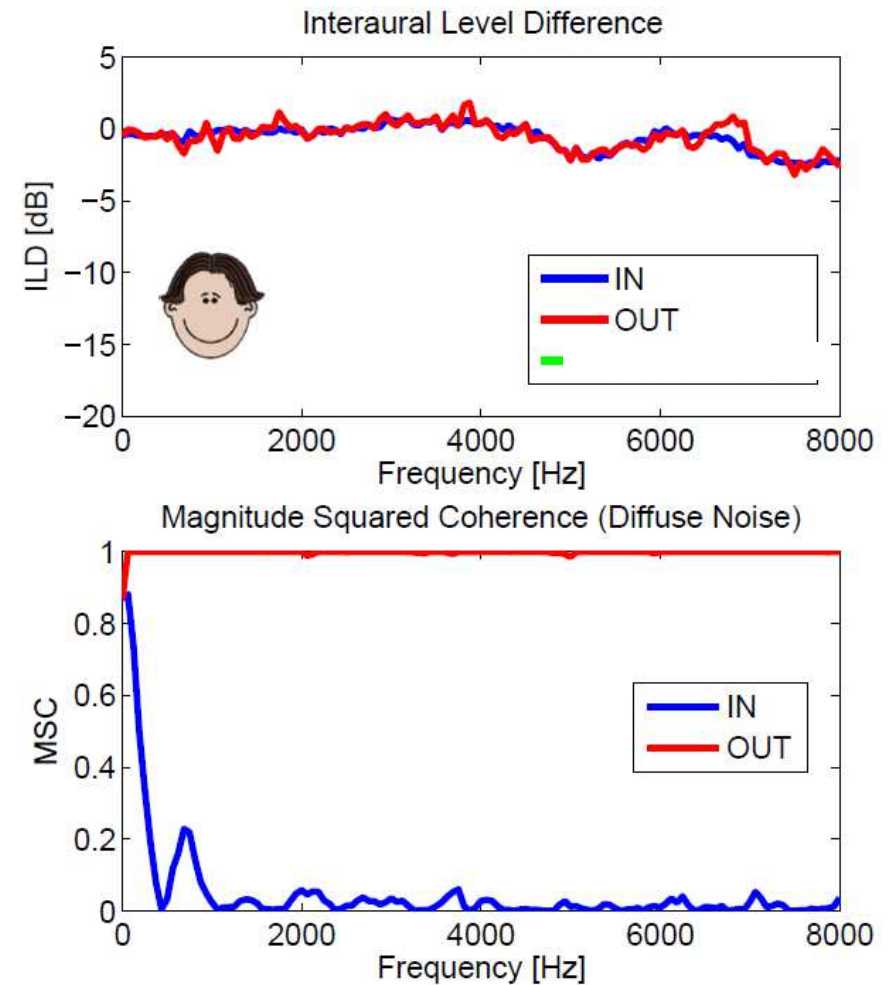 Interaural Level Difference
5
0
−5
−10
−15
−20
ILD [dB]
IN
OUT
0 2000 4000 6000 8000
Frequency [Hz]
Magnitude Squared Coherence (Diffuse Noise)
1
0.8
0.6
0.4
0.2
0
MSC
IN
OUT
0 2000 4000 6000 8000
Frequency [Hz]